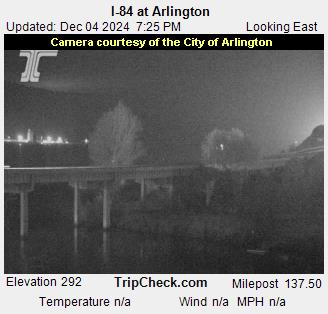 I-84 at Arlington
Updated: Dec 04 2024 7:25 PM Looking East
Camera courtesy of the City of Arlington
Elevation 292 TripCheck.com Milepost 137.50
Temperature n/a Wind n/a MPH n/a